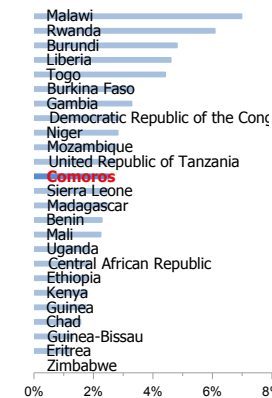 Malawi
Rwanda
Burundi
Liberia
Togo
Burkina Faso
Gambia
Democratic Republic of the Cong
Niger
Mozambique
United Republic of Tanzania
Comoros
Sierra Leone
Madagascar
Benin
Mali
Uganda
Central African Republic
Ethiopia
Kenya
Guinea
Chad
Guinea-Bissau
Eritrea
Zimbabwe
0% 2% 4% 6% 8%